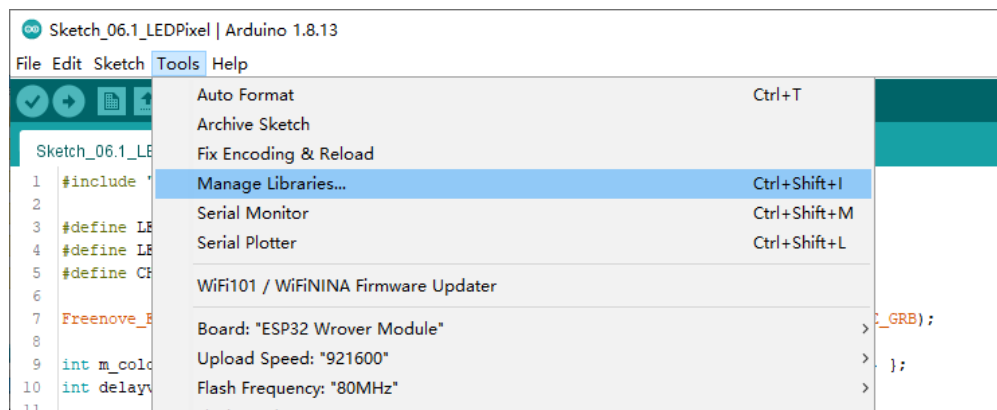 Sketch_06.1_LEDPixel | Arduino 1.8.13
File Edit Sketch Tools Help
Auto Format Ctrl+T
Archive Sketch
Fix Encoding & Reload
Manage Libraries... Ctrl+Shift+I
Serial Monitor Ctrl+Shift+M
Serial Plotter Ctrl+Shift+L
WiFi101 / WiFiNINA Firmware Updater
Board: "ESP32 Wrover Module"
Upload Speed: "921600"
Flash Frequency: "80MHz"
Sketch_06.1_LE
1 #include "
2
3 #define LE
4 #define LE
5 #define CH
6
7 Freenove_E _GRB);
8
9 int m_colo };
10 int delayv